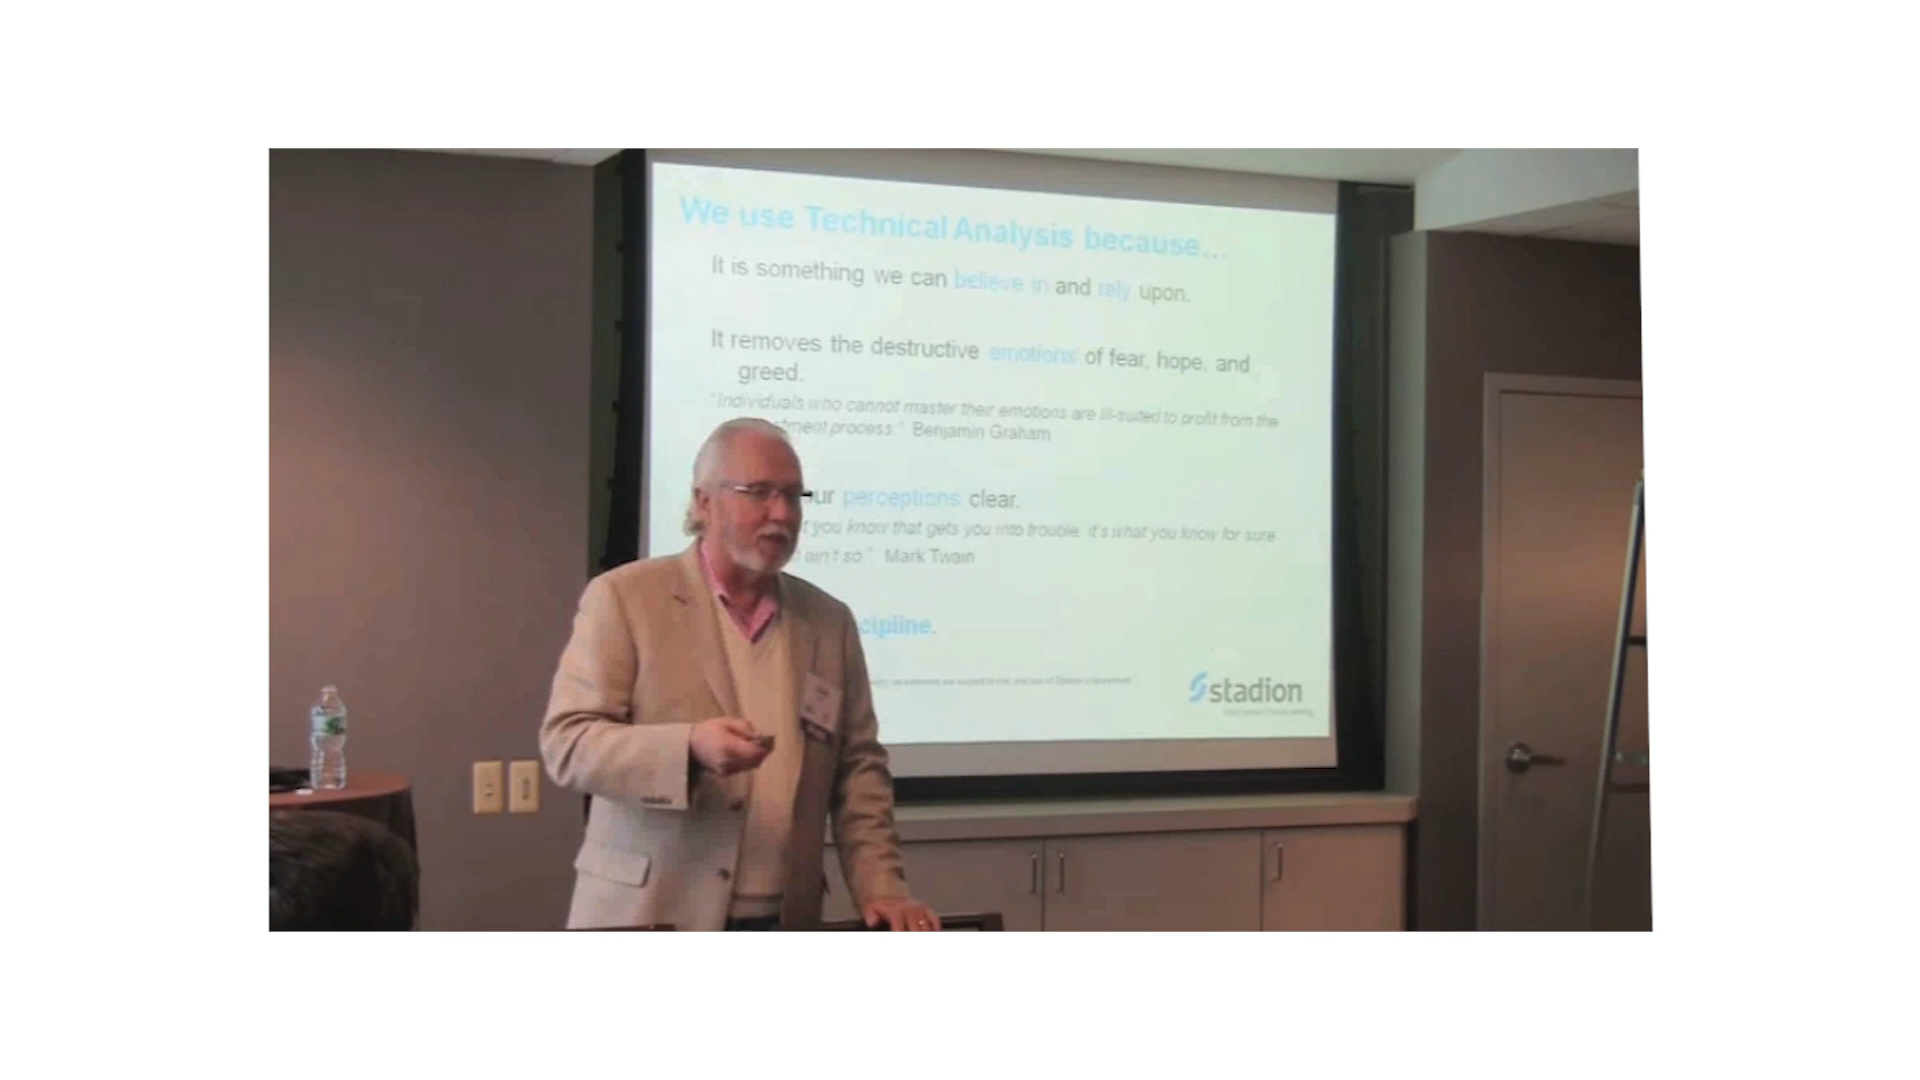 We use Technical Analysis because...
It is something we can believe in and rely upon.
It removes the destructive emotions of fear, hope, and
greed.
"Individuals who cannot master their emotions are ill-suited to profit from the
process." Benjamin Graham
perceptions clear.
you know that gets you into trouble, it's what you know for sure
ain't so." Mark Twain
stadion